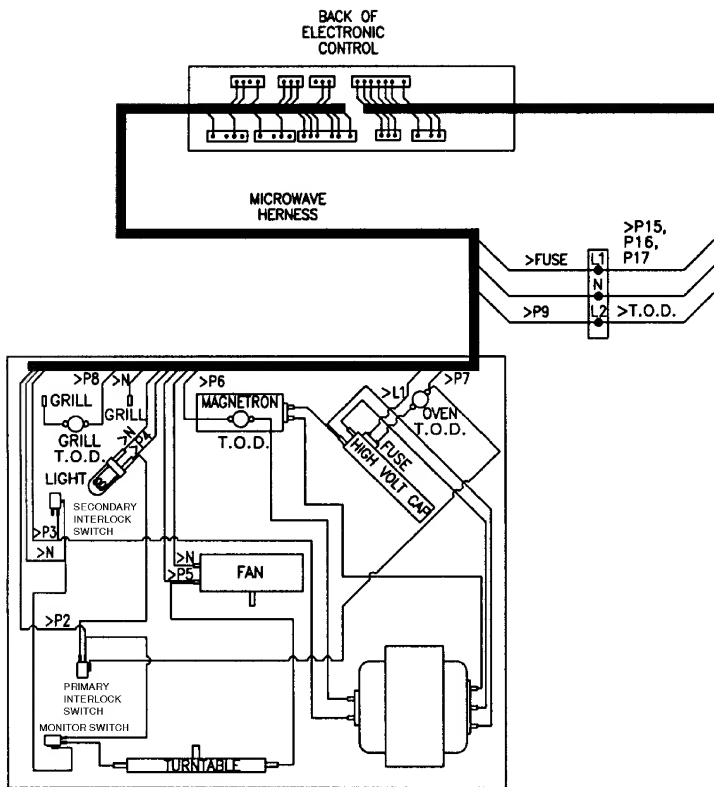 BACK OF
ELECTRONIC
CONTROL
MICROWAVE
HERNESS
>P15,
P16,
P17
>FUSE
L1
N
>P9
L2
>T.O.D.
>P8
>N
>P6
>L1
>P7
GRILL
GRILL
MAGNETRON
T.O.D.
OVEN
T.O.D.
GRILL
T.O.D.
>N
>P4
FUSE
HIGH VOLT CAP
LIGHT
SECONDARY
INTERLOCK
SWITCH
>P3
>N
>N
>P5
FAN
>P2
PRIMARY
INTERLOCK
SWITCH
MONITOR SWITCH
TURNTABLE